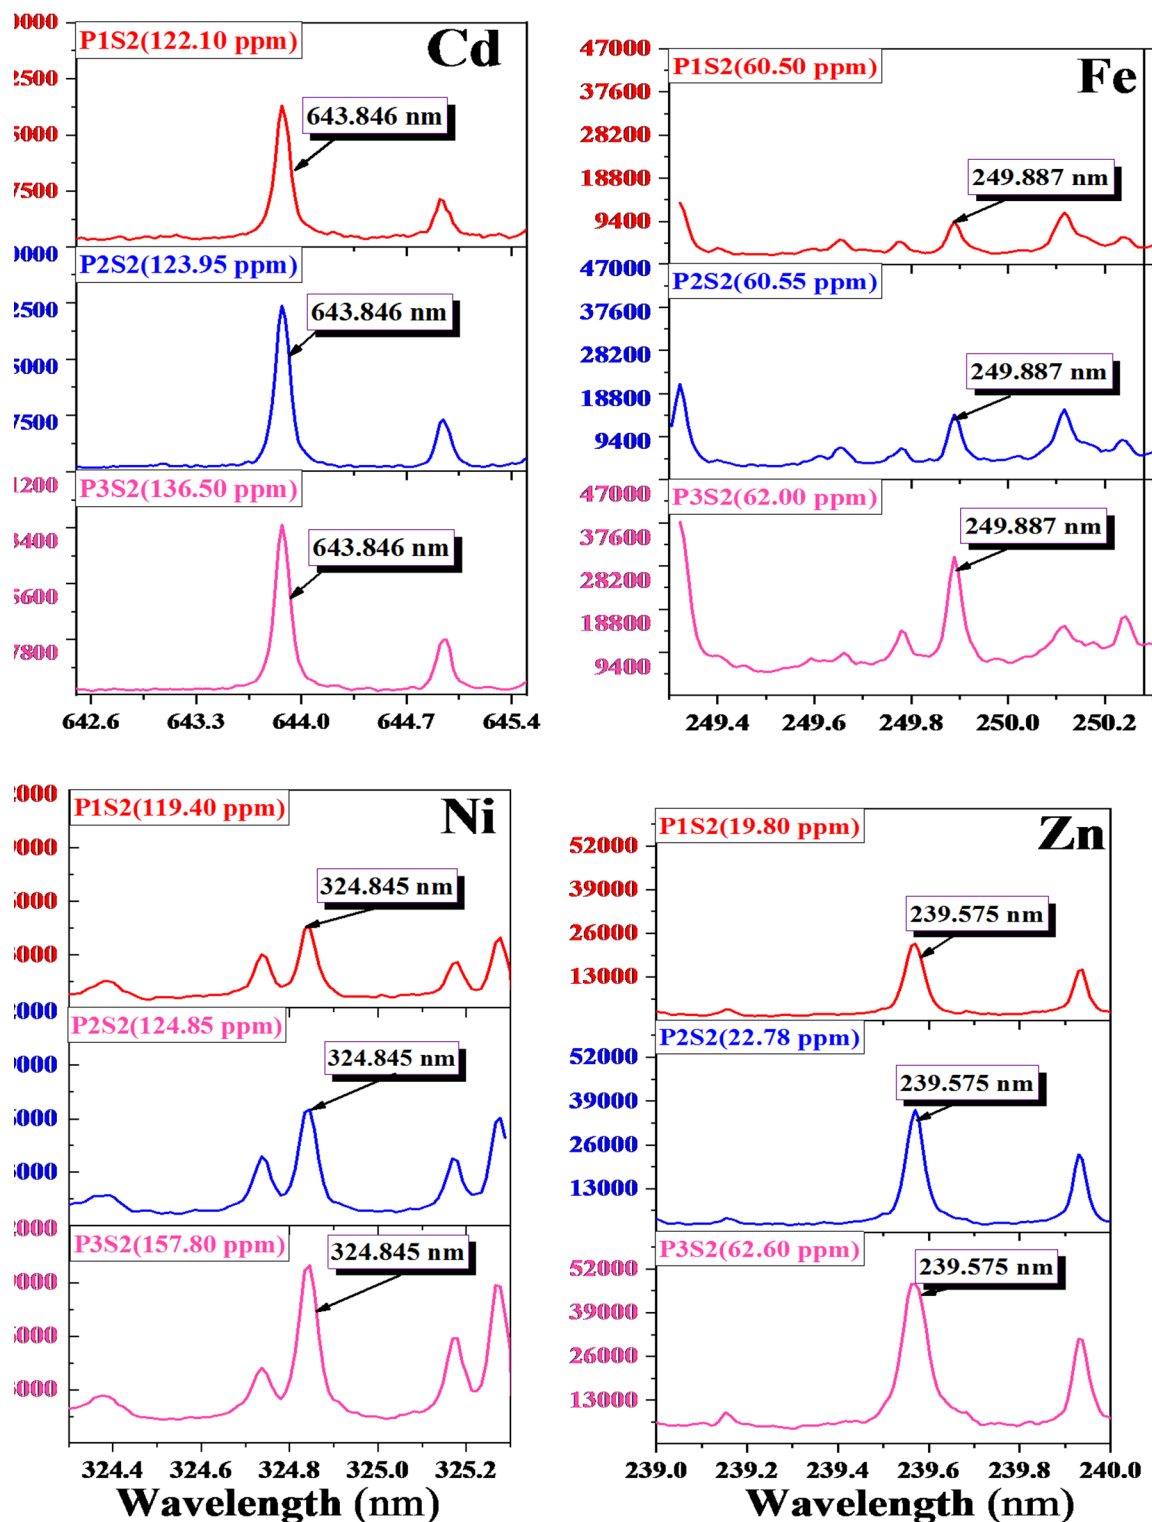 Cd
P1S2(122.10 ppm)
643.846 nm
P2S2(123.95 ppm)
643.846 nm
P3S2(136.50 ppm)
643.846 nm
642.6 643.3 644.0 644.7 645.4
Fe
47000
P1S2(60.50 ppm)
37600
28200
18800
249.887 nm
9400
47000
P2S2(60.55 ppm)
37600
28200
249.887 nm
18800
9400
47000
P3S2(62.00 ppm)
37600
249.887 nm
28200
18800
9400
249.4 249.6 249.8 250.0 250.2
Ni
P1S2(119.40 ppm)
324.845 nm
P2S2(124.85 ppm)
324.845 nm
P3S2(157.80 ppm)
324.845 nm
324.4 324.6 324.8 325.0 325.2
Wavelength (nm)
Zn
P1S2(19.80 ppm)
52000
39000
239.575 nm
26000
13000
P2S2(22.78 ppm)
52000
239.575 nm
39000
26000
13000
P3S2(62.60 ppm)
52000
239.575 nm
39000
26000
13000
239.0 239.2 239.4 239.6 239.8 240.0
Wavelength (nm)